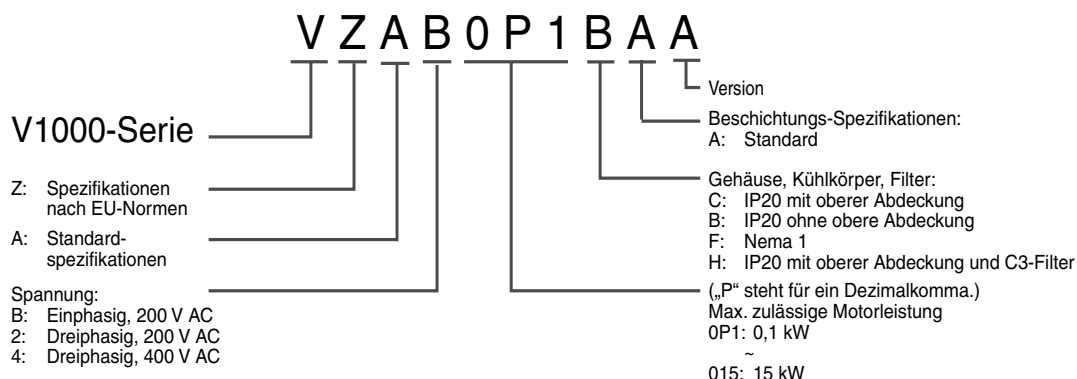 V Z A B 0 P 1 B A A
Version
Beschichtungs-Spezifikationen:
A: Standard
Gehäuse, Kühlkörper, Filter:
C: IP20 mit oberer Abdeckung
B: IP20 ohne obere Abdeckung
F: Nema 1
H: IP20 mit oberer Abdeckung und C3-Filter
(„P“ steht für ein Dezimalkomma.)
Max. zulässige Motorleistung
0P1: 0,1 kW
~
015: 15 kW
V1000-Serie
Z: Spezifikationen
nach EU-Normen
A: Standard-
spezifikationen
Spannung:
B: Einphasig, 200 V AC
2: Dreiphasig, 200 V AC
4: Dreiphasig, 400 V AC